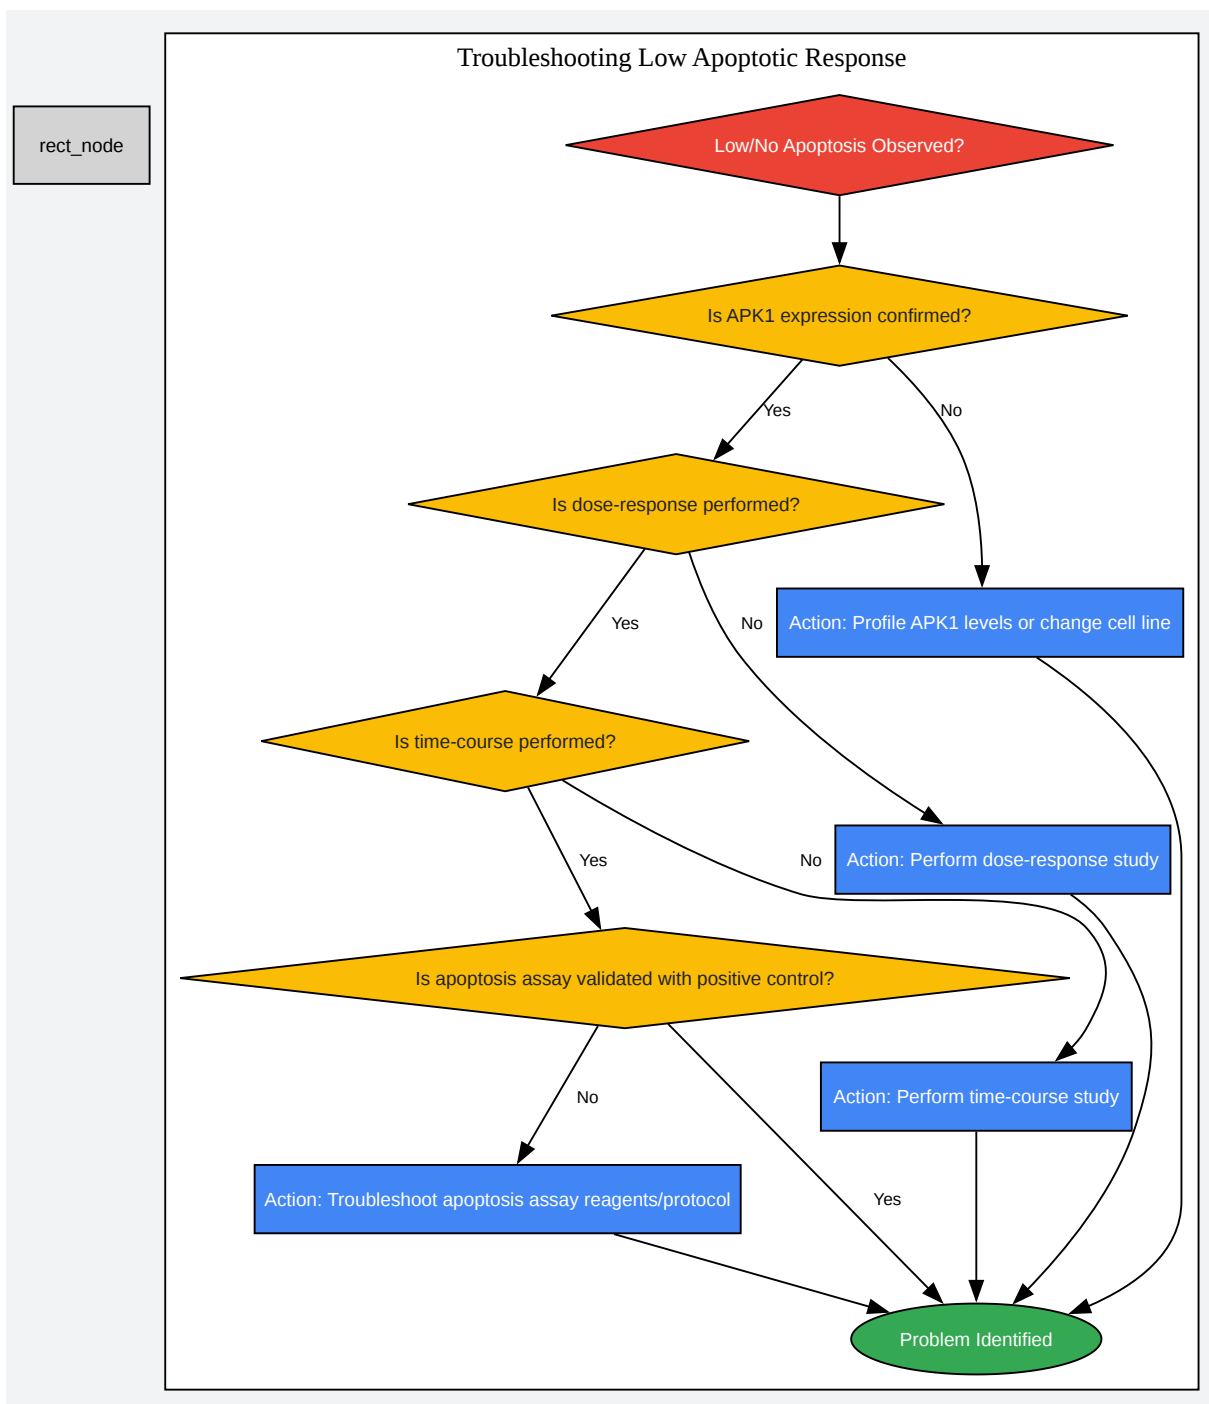 Troubleshooting Low Apoptotic Response
rect_node
Low/No Apoptosis Observed?
Is APK1 expression confirmed?
Yes
No
Is dose-response performed?
Yes
No
Action: Profile APK1 levels or change cell line
Is time-course performed?
Yes
No
Action: Perform dose-response study
Is apoptosis assay validated with positive control?
No
Action: Perform time-course study
Action: Troubleshoot apoptosis assay reagents/protocol
Yes
Problem Identified